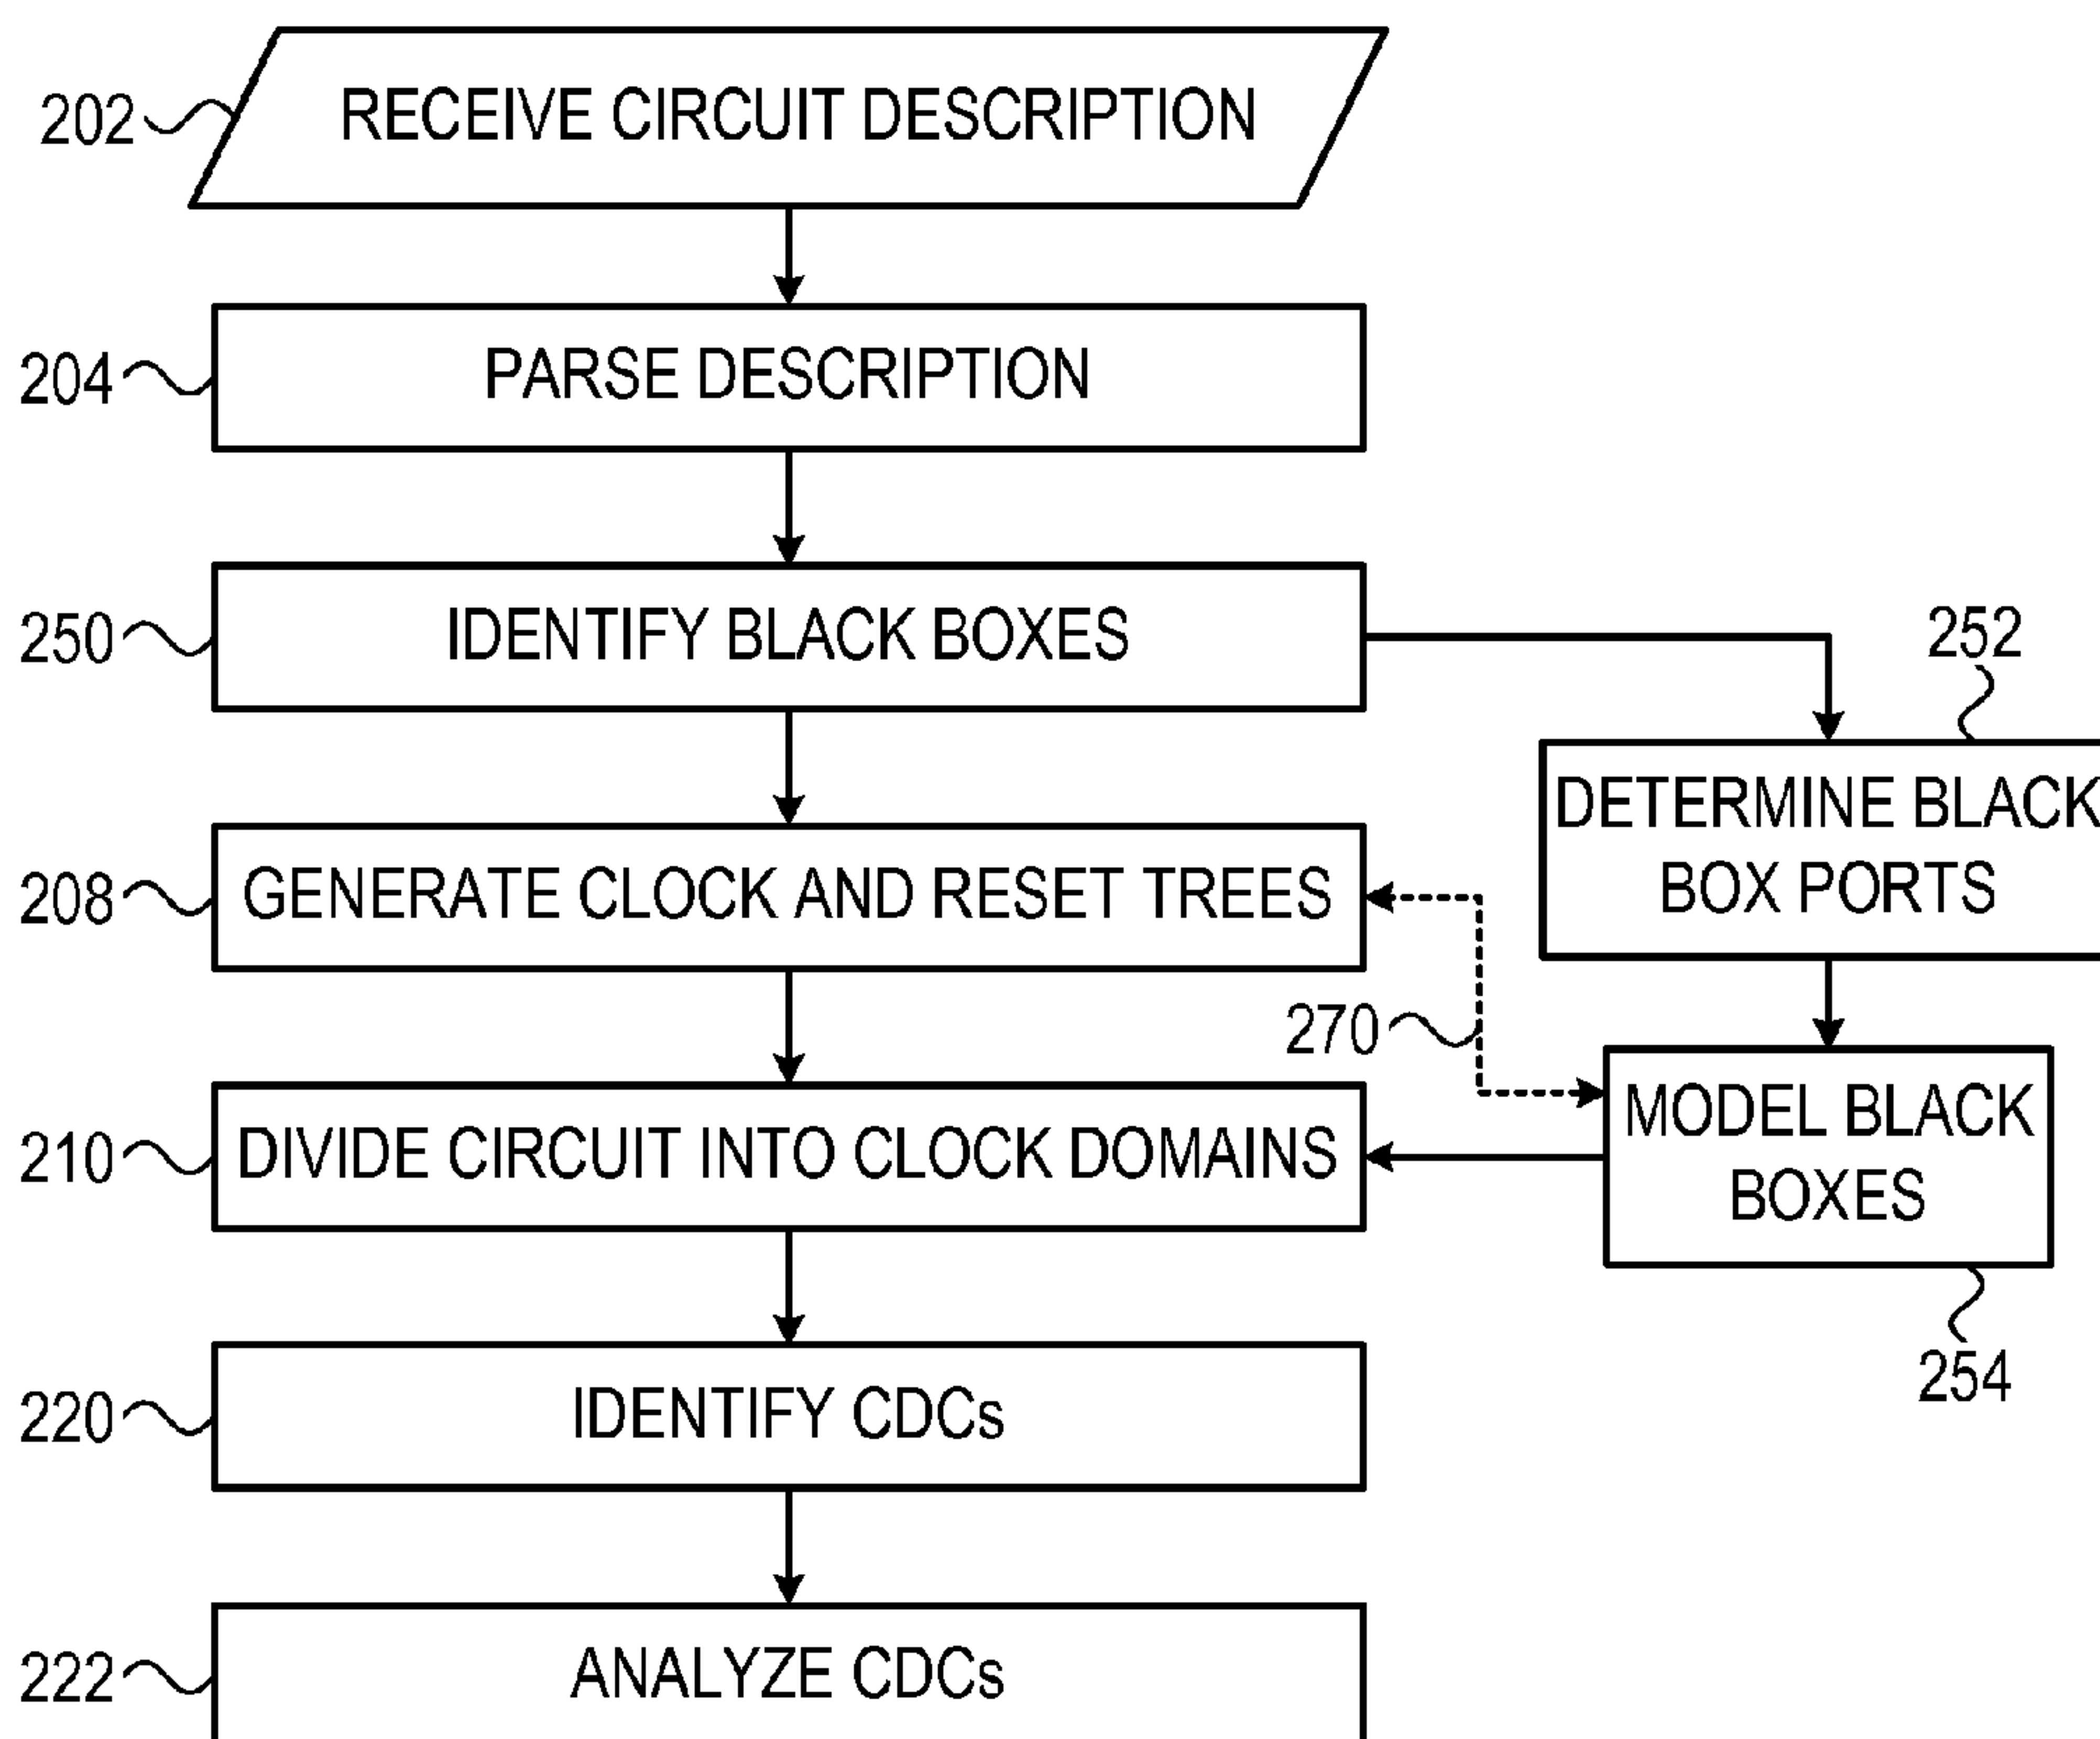 202
RECEIVE CIRCUIT DESCRIPTION
204
PARSE DESCRIPTION
250
IDENTIFY BLACK BOXES
252
DETERMINE BLACK
BOX PORTS
208
GENERATE CLOCK AND RESET TREES
270
210
DIVIDE CIRCUIT INTO CLOCK DOMAINS
MODEL BLACK
BOXES
254
220
IDENTIFY CDCs
222
ANALYZE CDCs